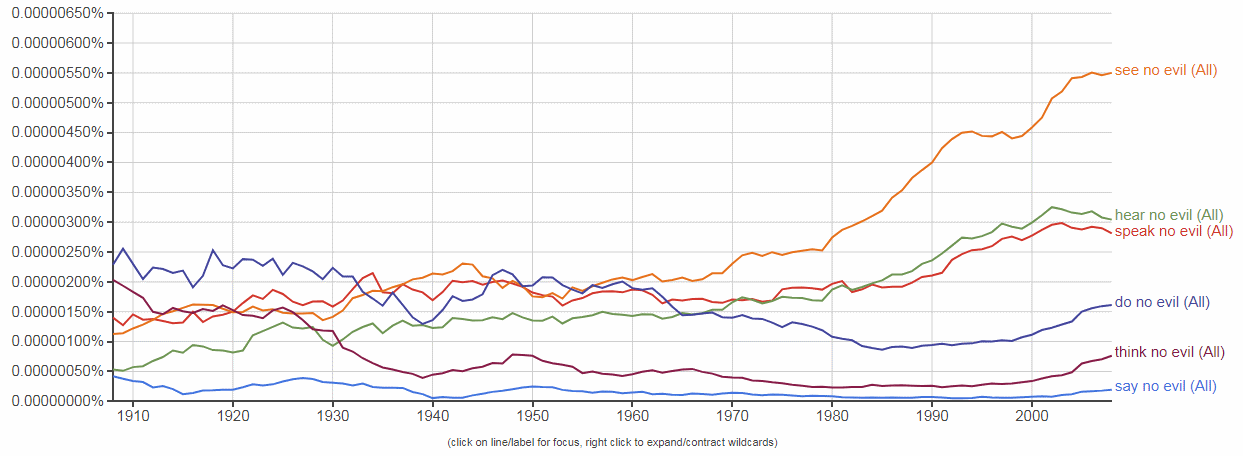 0.00000650%
0.00000600%
0.00000550%
0.00000500%
0.00000450%
0.00000400%
0.00000350%
0.00000300%
0.00000250%
0.00000200%
0.00000150%
0.00000100%
0.00000050%
0.00000000%
see no evil (All)
hear no evil (All)
speak no evil (All)
do no evil (All)
think no evil (All)
say no evil (All)
1910 1920 1930 1940 1950 1960 1970 1980 1990 2000
(click on line/label for focus, right click to expand/contract wildcards)